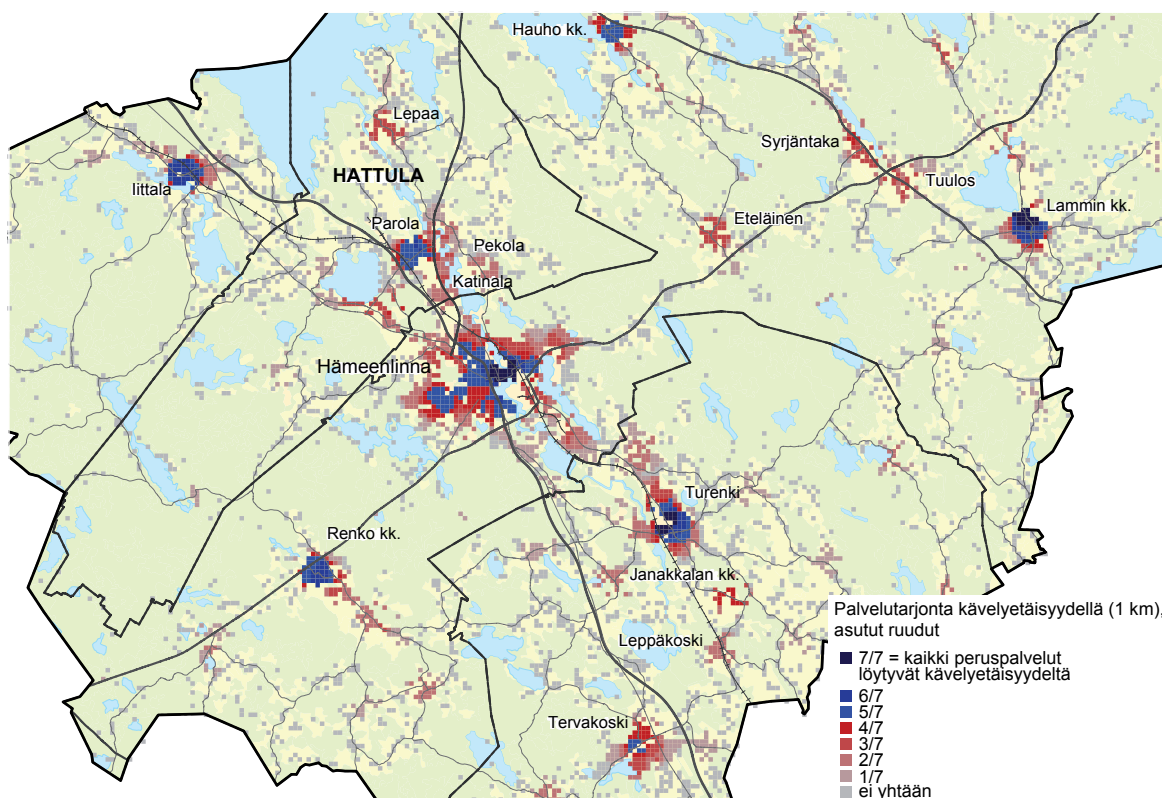 Hauho kk.
Lepaa
Syrjäntaka
HATTULA
Iittala
Tuulos
Lammin kk.
Eteläinen
Parola
Pekola
Katinala
Hämeenlinna
Turenki
Renko kk.
Janakkalan kk.
Leppäkoski
Tervakoski
Palvelutarjonta kävelyetäisyydellä (1 km),
asutut ruudut
7/7 = kaikki peruspalvelut
löytyvät kävelyetäisyydeltä
6/7
5/7
4/7
3/7
2/7
1/7
ei yhtään